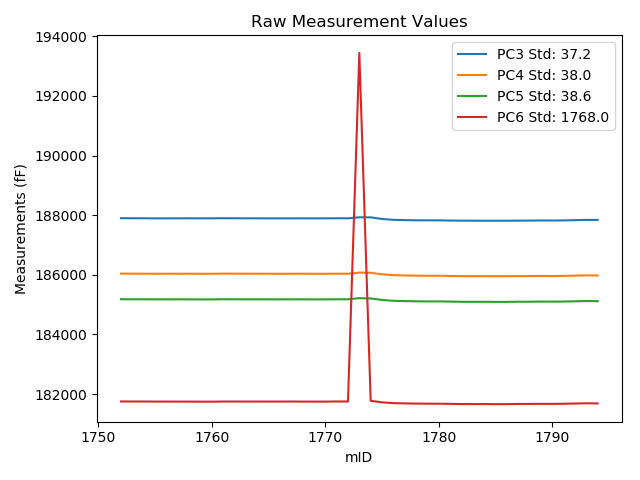 Raw Measurement Values
194000
192000
190000
188000
186000
184000
182000
Measurements (fF)
PC3 Std: 37.2
PC4 Std: 38.0
PC5 Std: 38.6
PC6 Std: 1768.0
1750 1760 1770 1780 1790
mID